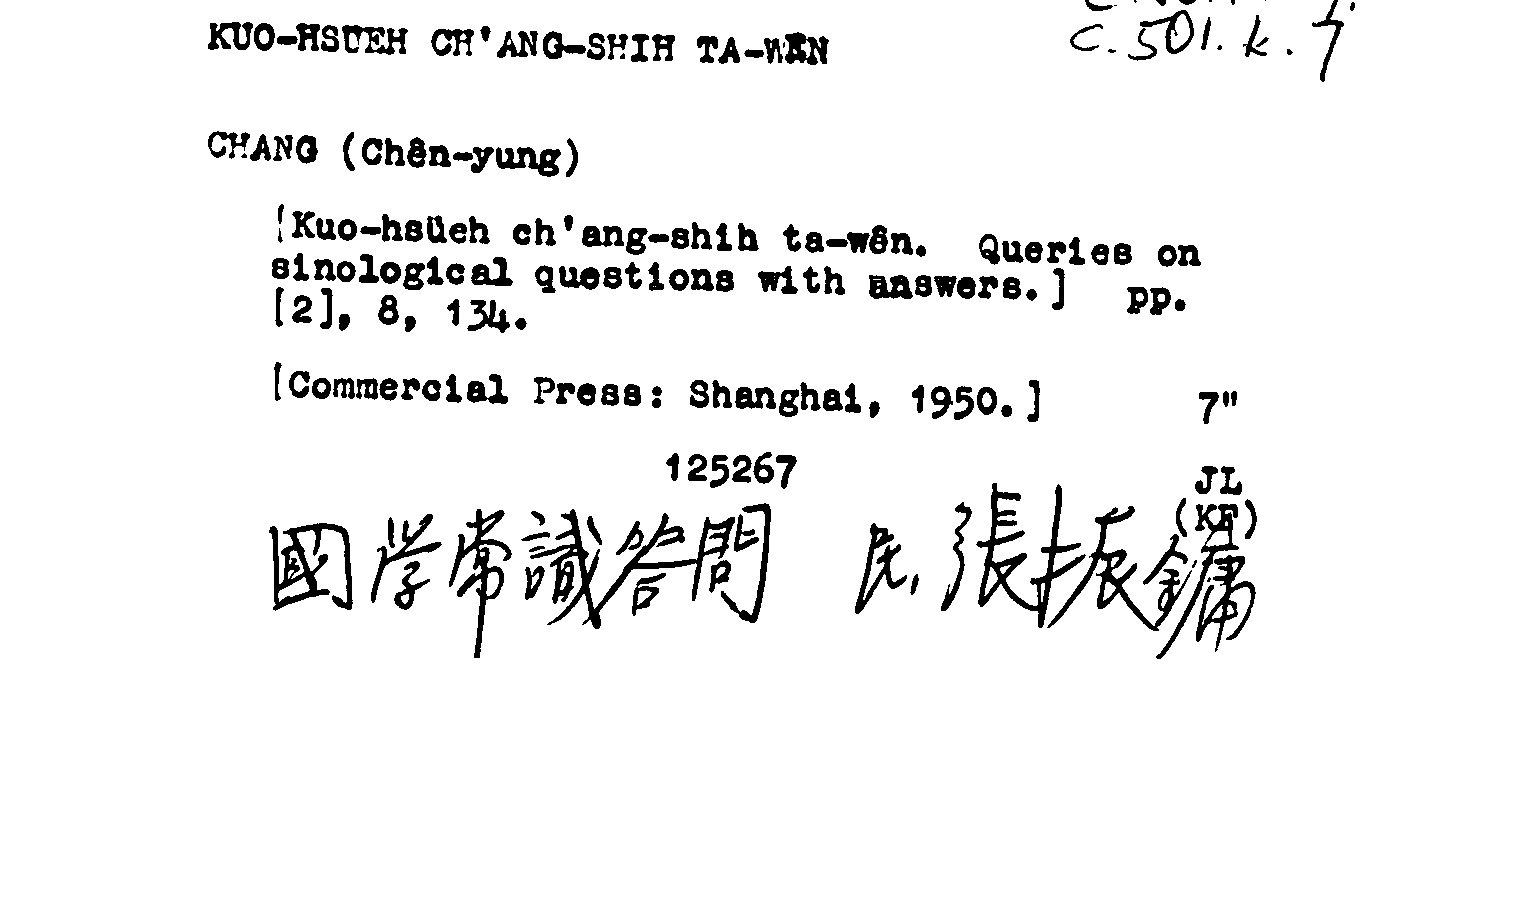 KUO-HSÜEH CH'ANG-SHIH TA-WÊN
c.501.k.7
CHANG (Chên-yung)
[Kuo-hsüeh ch'ang-shih ta-wên. Queries on
sinological questions with answers.] pp.
[2], 8, 134.
[Commercial Press: Shanghai, 1950.] 7"
125267
JL
(KF)
國学常識答問 民. 張振鏞